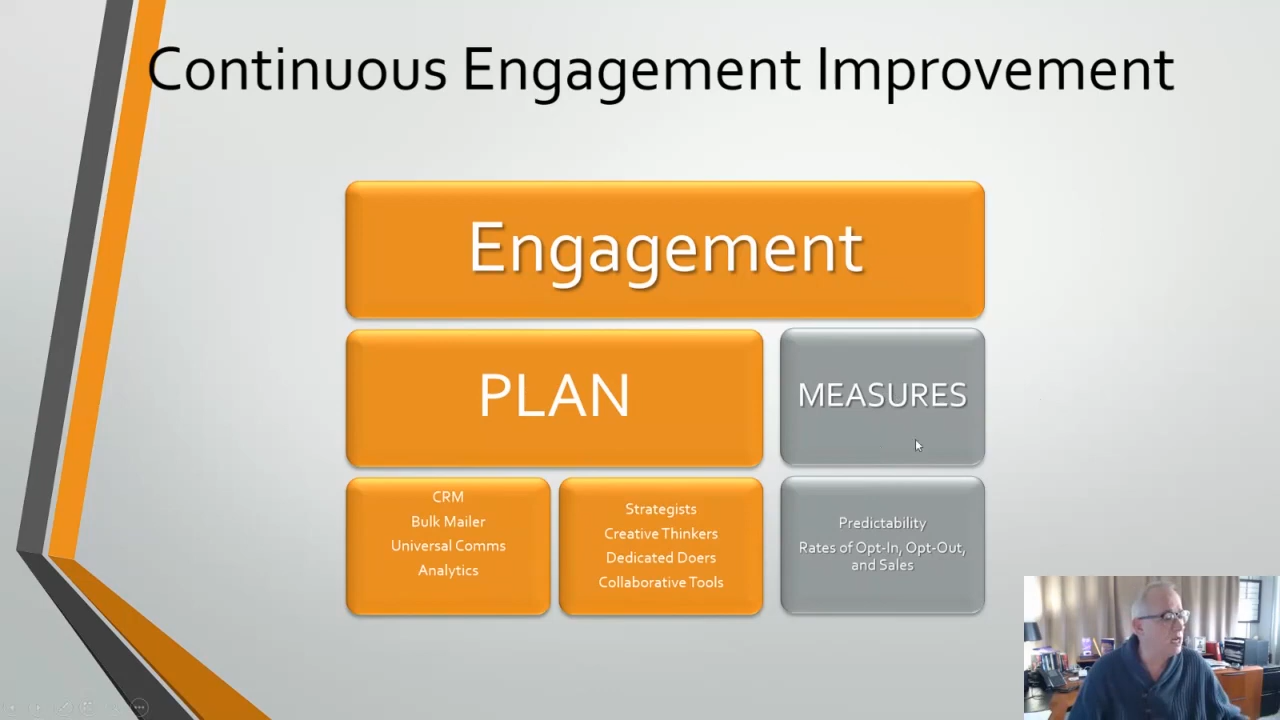 Continuous Engagement Improvement
Engagement
PLAN
MEASURES
CRM
Bulk Mailer
Universal Comms
Analytics
Strategists
Creative Thinkers
Dedicated Doers
Collaborative Tools
Predictability
Rates of Opt-In, Opt-Out,
and Sales